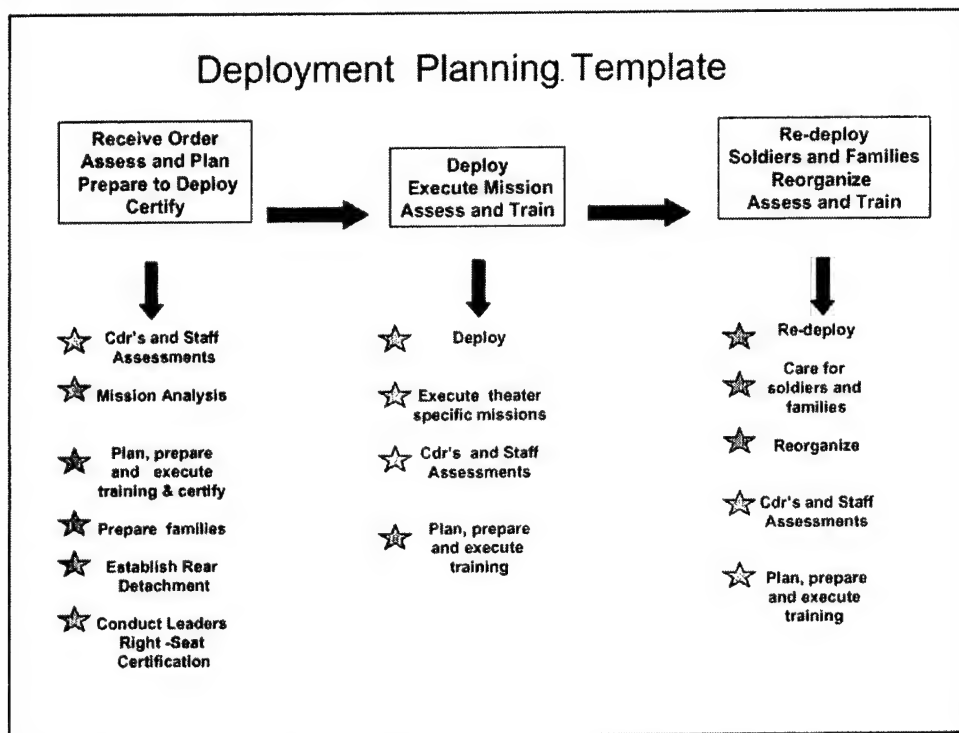 Deployment Planning Template
Receive Order
Assess and Plan
Prepare to Deploy
Certify
Deploy
Execute Mission
Assess and Train
Re-deploy
Soldiers and Families
Reorganize
Assess and Train
Cdr's and Staff
Assessments
Mission Analysis
Plan, prepare
and execute
training & certify
Prepare families
Establish Rear
Detachment
Conduct Leaders
Right -Seat
Certification
Deploy
Execute theater
specific missions
Cdr's and Staff
Assessments
Plan, prepare
and execute
training
Re-deploy
Care for
soldiers and
families
Reorganize
Cdr's and Staff
Assessments
Plan, prepare
and execute
training